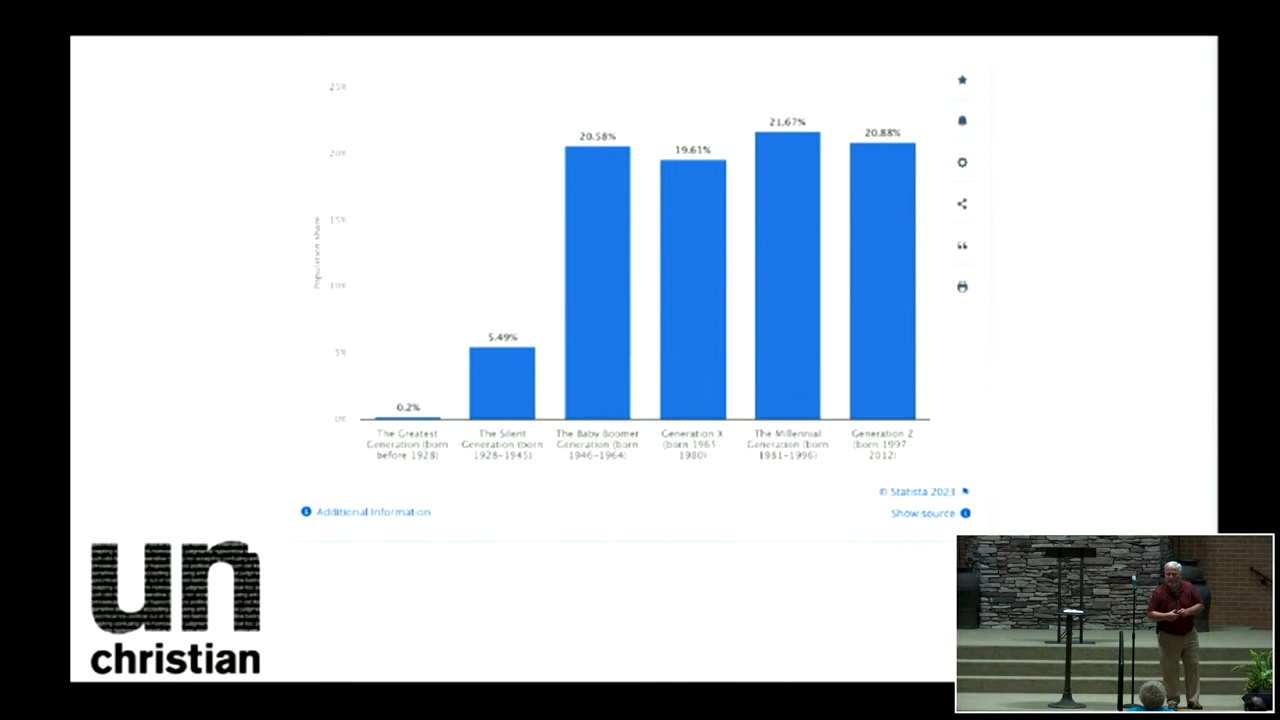 25%
21.67%
20.58%
20.88%
19.61%
20%
15%
Population share
10%
5.49%
5%
0.2%
0%
The Greatest
Generation (born
before 1928)
The Silent
Generation (born
1928-1945)
The Baby Boomer
Generation (born
1946-1964)
Generation X
(born 1965-
1980)
The Millennial
Generation (born
1981-1996)
Generation Z
(born 1997-
2012)
© Statista 2023
Additional Information
Show source
un
christian